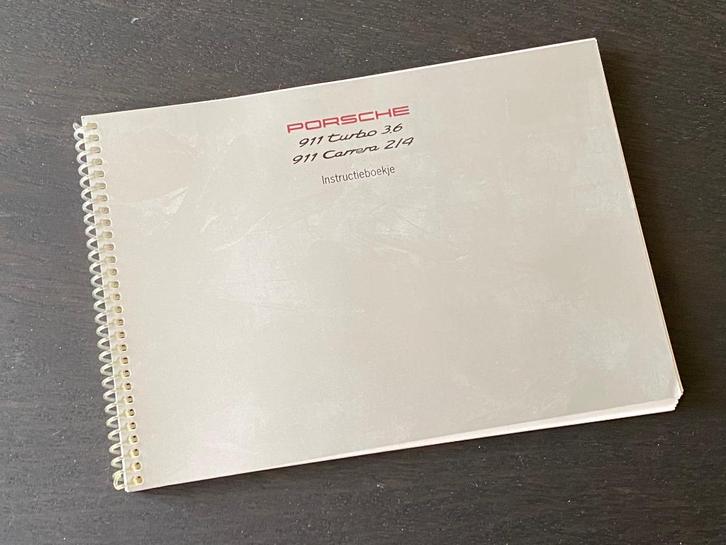 PORSCHE
911 turbo 3.6
911 Carrera 2/4
Instructieboekje